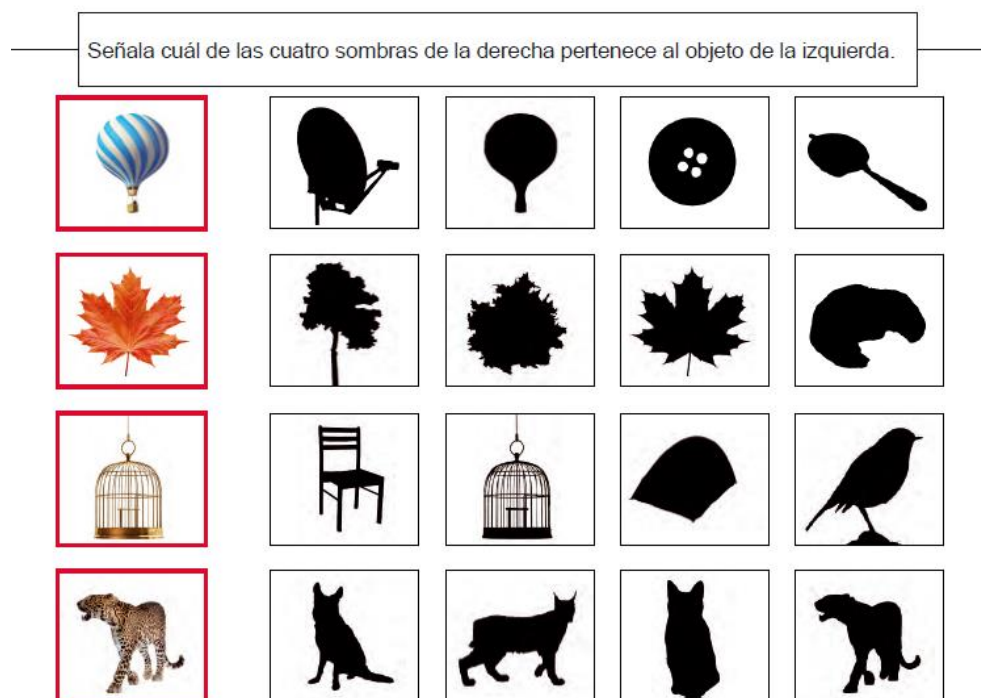 Señala cuál de las cuatro sombras de la derecha pertenece al objeto de la izquierda.